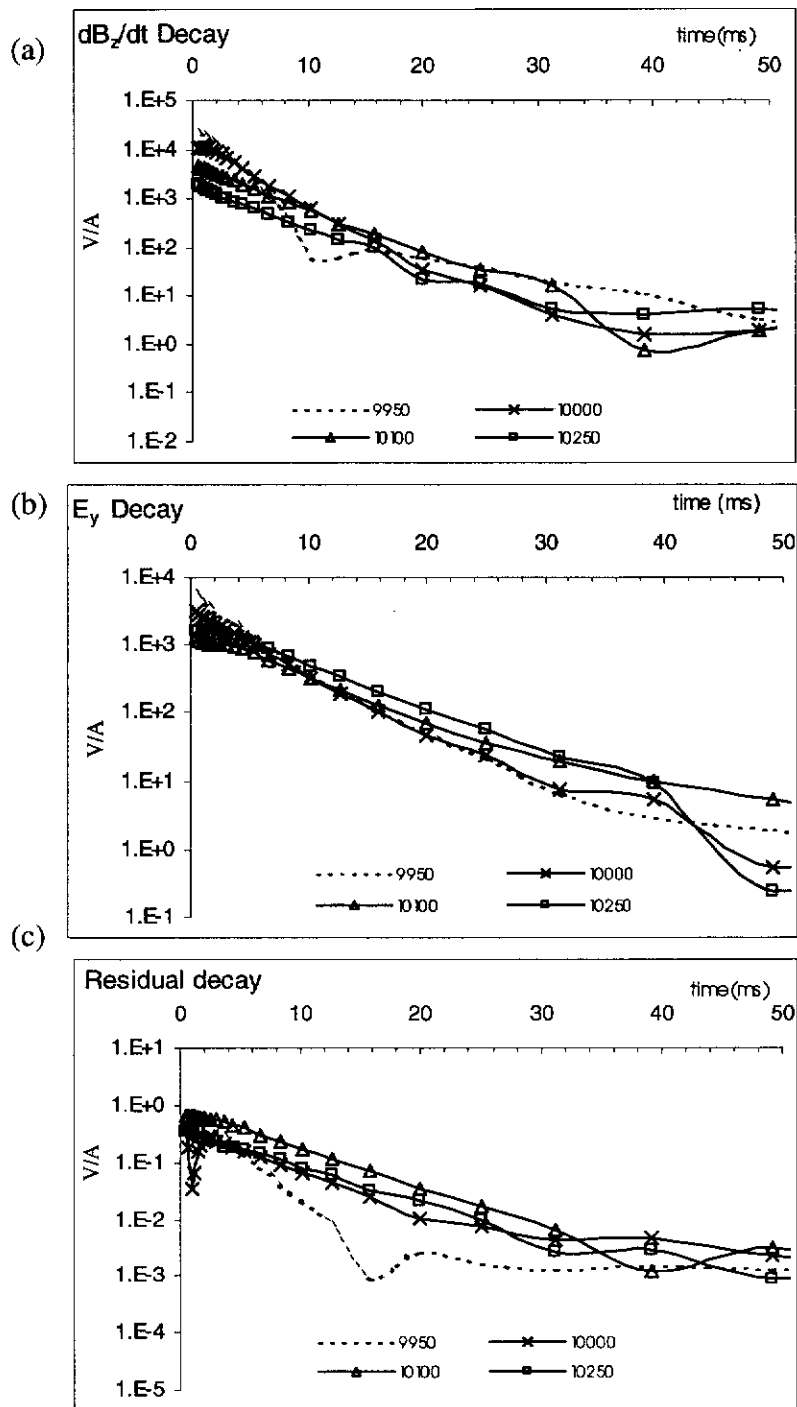 (a)
dBz/dt Decay
time(ms)
0 10 20 30 40 50
1.E+5
1.E+4
1.E+3
1.E+2
1.E+1
1.E+0
1.E-1
1.E-2
V/A
9950 10000
10100 10250
(b)
Ey Decay
time (ms)
0 10 20 30 40 50
1.E+4
1.E+3
1.E+2
1.E+1
1.E+0
1.E-1
V/A
9950 10000
10100 10250
(c)
Residual decay
time(ms)
0 10 20 30 40 50
1.E+1
1.E+0
1.E-1
1.E-2
1.E-3
1.E-4
1.E-5
V/A
9950 10000
10100 10250